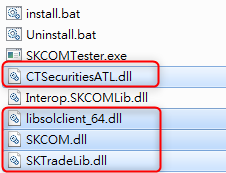 install.bat
Uninstall.bat
SKCOMTester.exe
CTSecuritiesATL.dll
Interop.SKCOMLib.dll
libsolclient_64.dll
SKCOM.dll
SKTradeLib.dll